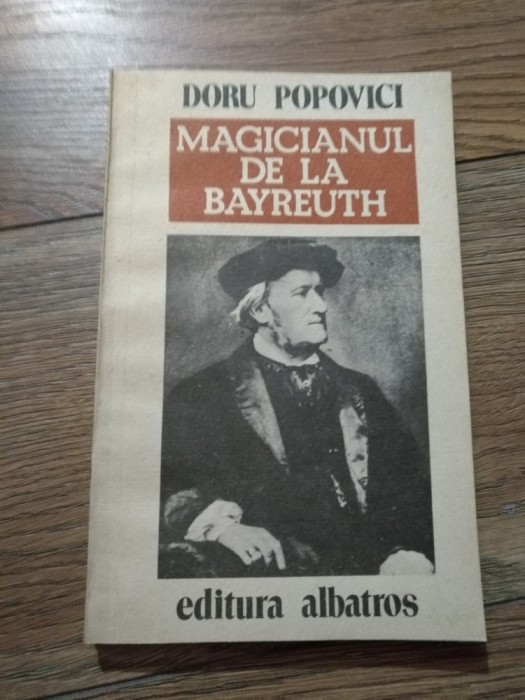 DORU POPOVICI
MAGICIANUL
DE LA
BAYREUTH
editura albatros